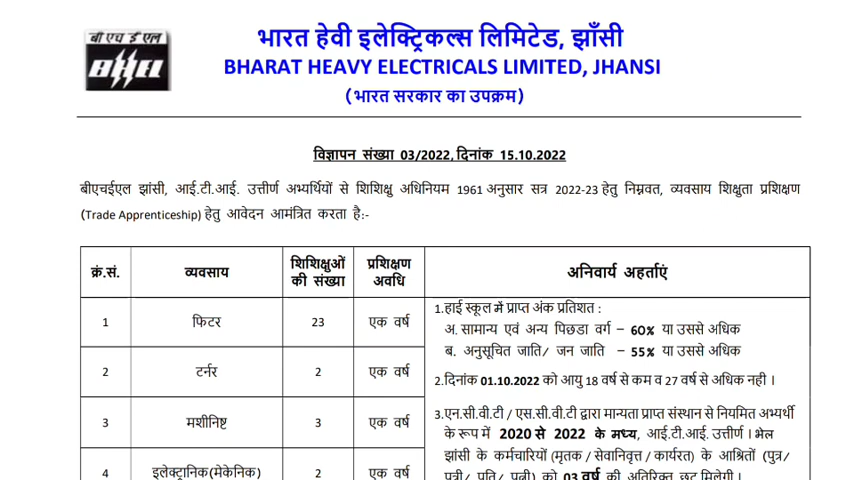 बी एच ई एल
BHEL
भारत हेवी इलेक्ट्रिकल्स लिमिटेड, झाँसी
BHARAT HEAVY ELECTRICALS LIMITED, JHANSI
(भारत सरकार का उपक्रम)
विज्ञापन संख्या 03/2022, दिनांक 15.10.2022
बीएचईएल झांसी, आई.टी.आई. उत्तीर्ण अभ्यर्थियों से शिशिक्षु अधिनियम 1961 अनुसार सत्र 2022-23 हेतु निम्नवत, व्यवसाय शिक्षुता प्रशिक्षण
(Trade Apprenticeship) हेतु आवेदन आमंत्रित करता है:-
क्रं.सं. व्यवसाय शिशिक्षुओं की संख्या प्रशिक्षण अवधि अनिवार्य अहर्ताएं
1 फिटर 23 एक वर्ष
2 टर्नर 2 एक वर्ष
3 मशीनिष्ट 3 एक वर्ष
4 इलेक्ट्रानिक(मेकेनिक) 2 एक वर्ष
1.हाई स्कूल में प्राप्त अंक प्रतिशत :
अ. सामान्य एवं अन्य पिछडा वर्ग – 60% या उससे अधिक
ब. अनुसूचित जाति/ जन जाति – 55% या उससे अधिक
2.दिनांक 01.10.2022 को आयु 18 वर्ष से कम व 27 वर्ष से अधिक नही ।
3.एन.सी.वी.टी / एस.सी.वी.टी द्वारा मान्यता प्राप्त संस्थान से नियमित अभ्यर्थी
के रूप में 2020 से 2022 के मध्य, आई.टी.आई. उत्तीर्ण । भेल
झांसी के कर्मचारियों (मृतक / सेवानिवृत्त / कार्यरत) के आश्रितों (पुत्र/
पुत्री/ पति/ पत्नी) को 03 वर्ष की अतिरिक्त छूट मिलेगी ।